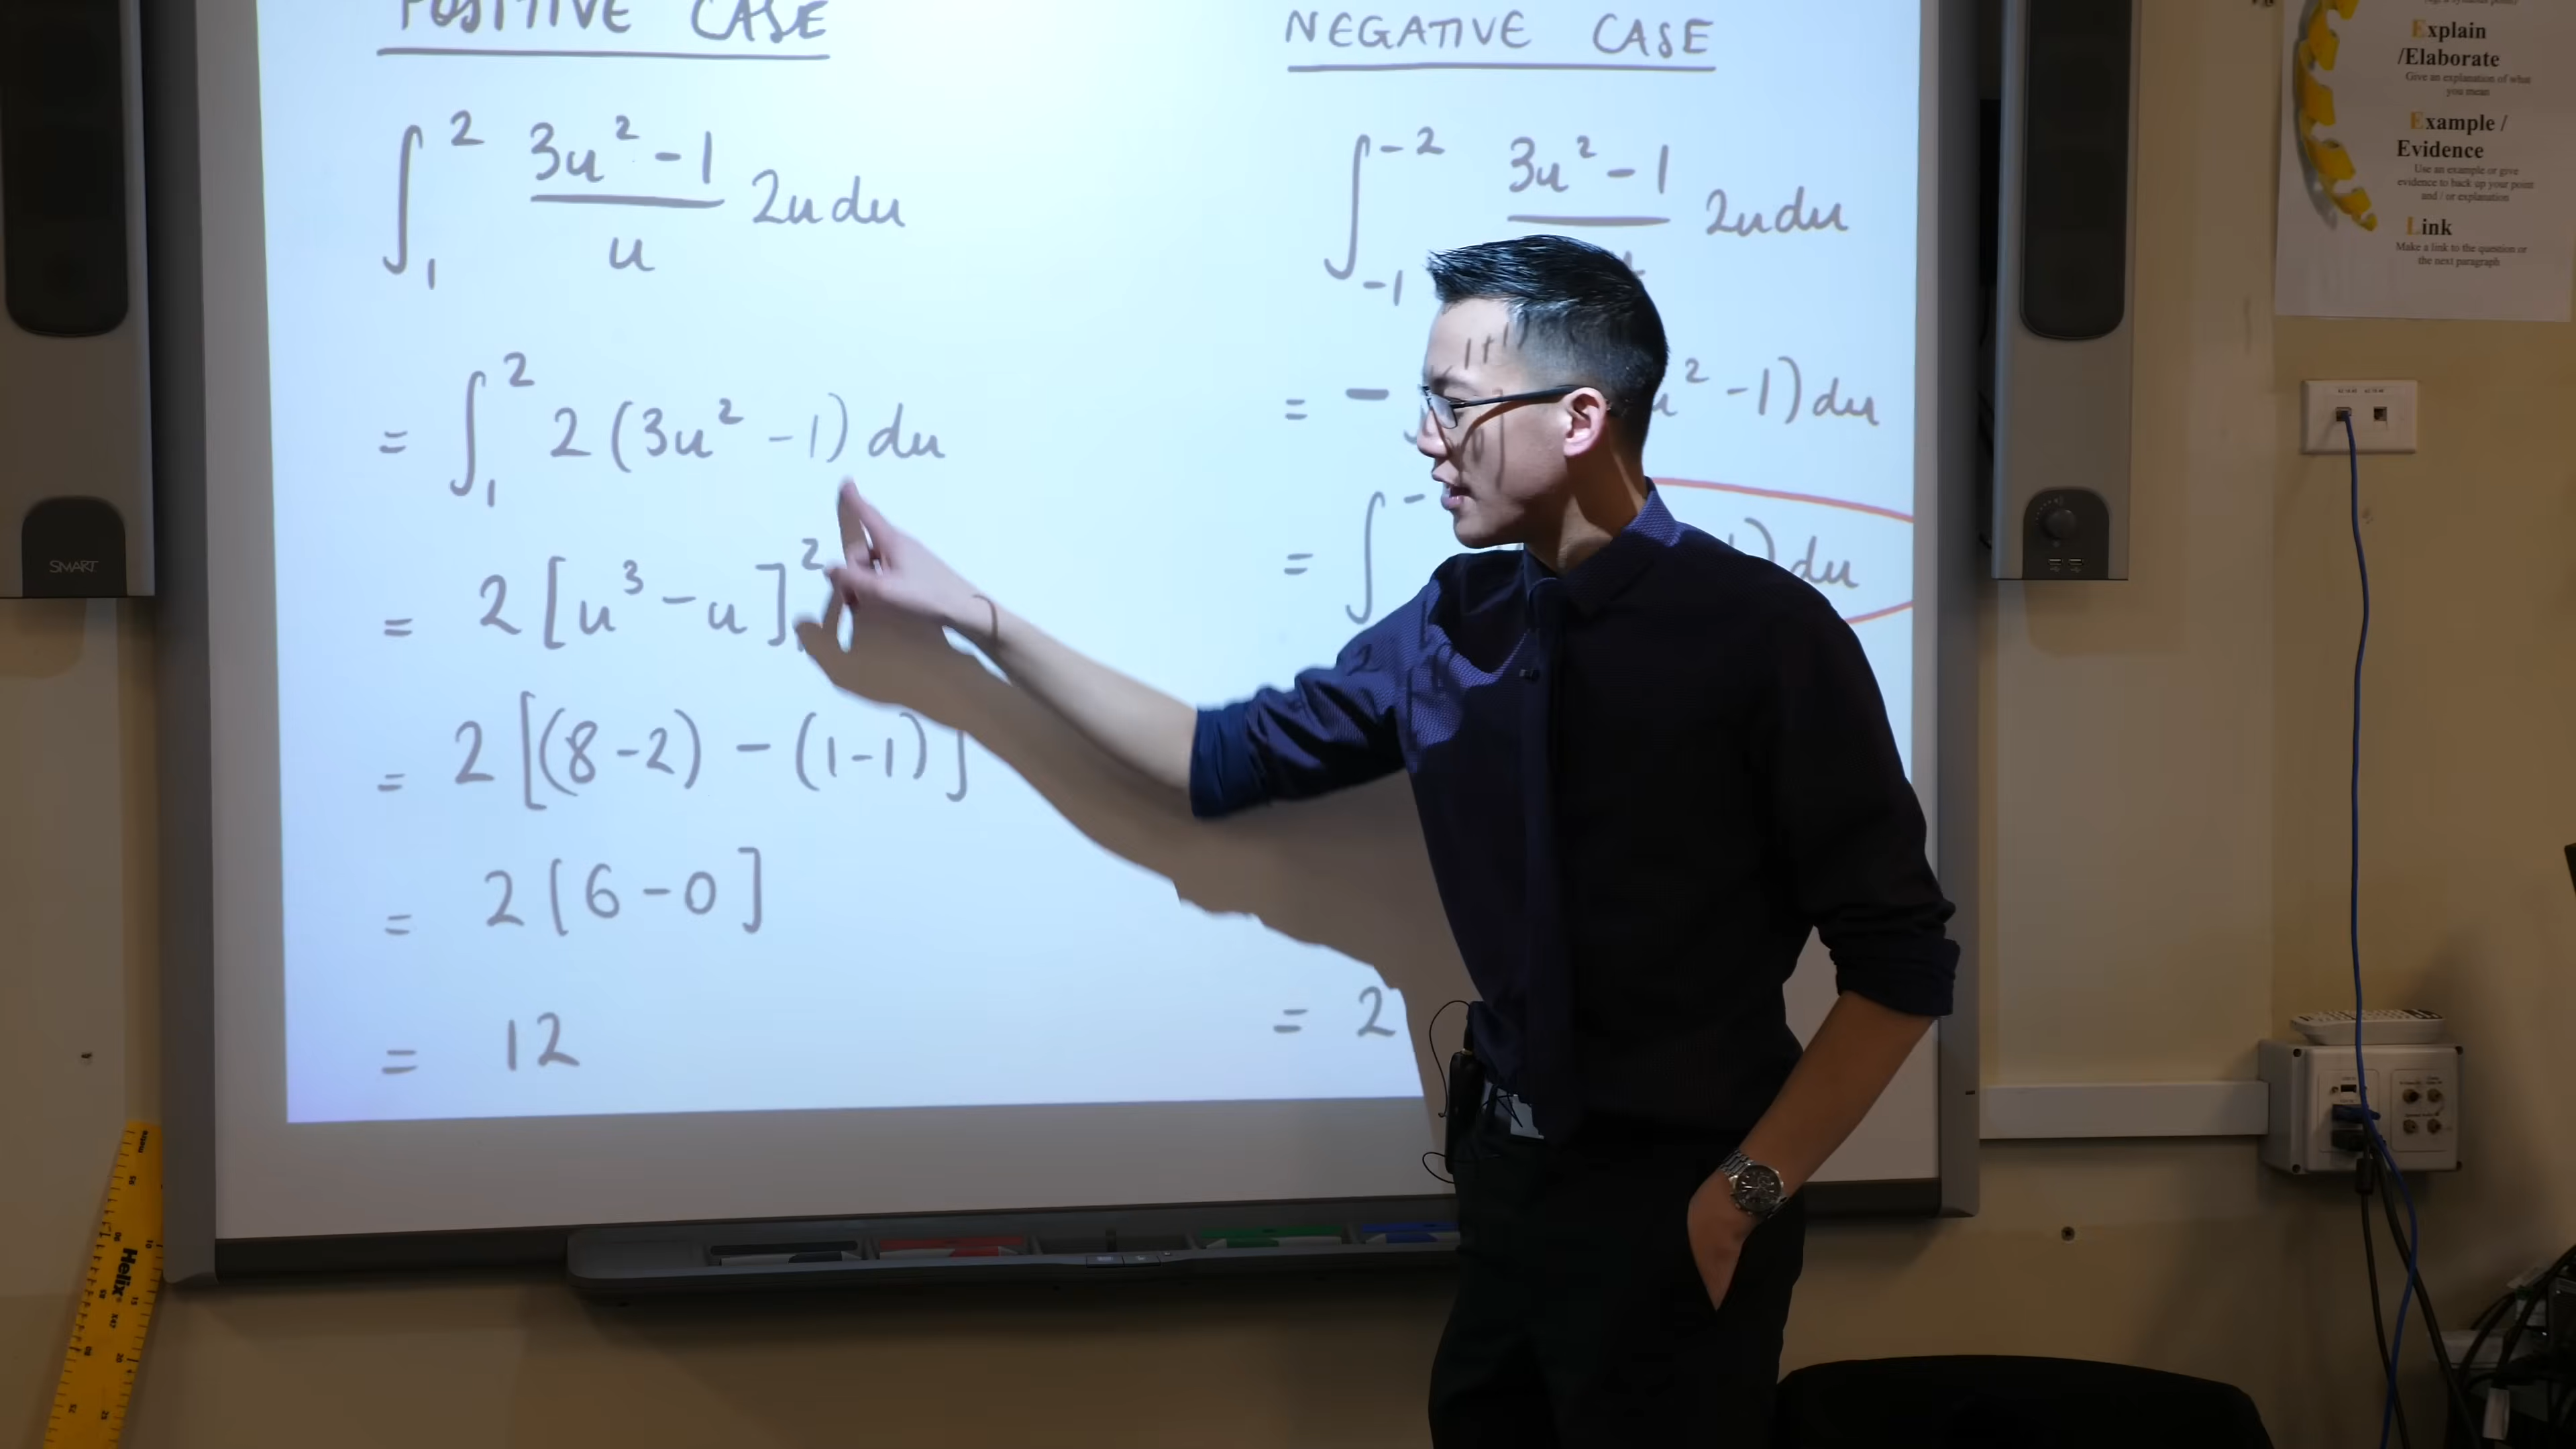 POSITIVE CASE
∫₁² (3u² - 1)/u 2u du
= ∫₁² 2(3u² - 1) du
= 2[u³ - u]²
= 2[(8 - 2) - (1 - 1)]
= 2[6 - 0]
= 12
NEGATIVE CASE
∫₋₁⁻² (3u² - 1) 2u du
= - ² - 1) du
= ∫⁻ ) du
= 2
Explain
/Elaborate
Give an explanation of what
you mean
Example /
Evidence
Use an example or give
evidence to back up your point
and / or explanation
Link
Make a link to the question or
the next paragraph
SMART
Helix